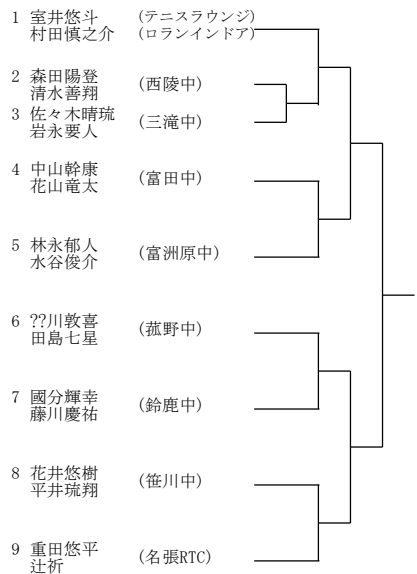 1 室井悠斗 (テニスラウンジ)
村田慎之介 (ロランインドア)
2 森田陽登 (西陵中)
清水善翔
3 佐々木晴琉 (三滝中)
岩永要人
4 中山幹康 (富田中)
花山竜太
5 林永郁人 (富洲原中)
水谷俊介
6 ??川敦喜 (菰野中)
田島七星
7 國分輝幸 (鈴鹿中)
藤川慶祐
8 花井悠樹 (笹川中)
平井琉翔
9 重田悠平 (名張RTC)
辻祈